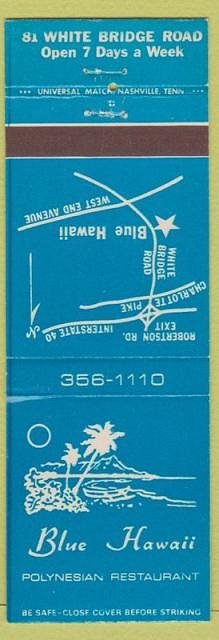 81 WHITE BRIDGE ROAD
Open 7 Days a Week
UNIVERSAL MATCH, NASHVILLE, TENN.
WEST END AVENUE
Blue Hawaii
WHITE
BRIDGE
ROAD
CHARLOTTE PIKE
INTERSTATE 40
ROBERTSON RD.
EXIT
N
356-1110
Blue Hawaii
POLYNESIAN RESTAURANT
BE SAFE - CLOSE COVER BEFORE STRIKING